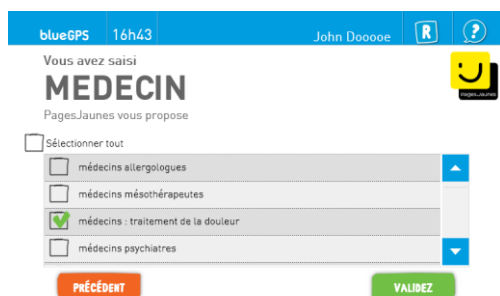 blueGPS 16h43 John Dooooe R ?
Vous avez saisi
MEDECIN
PagesJaunes vous propose
PagesJaunes
Sélectionner tout
médecins allergologues
médecins mésothérapeutes
médecins : traitement de la douleur
médecins psychiatres
PRÉCÉDENT VALIDEZ